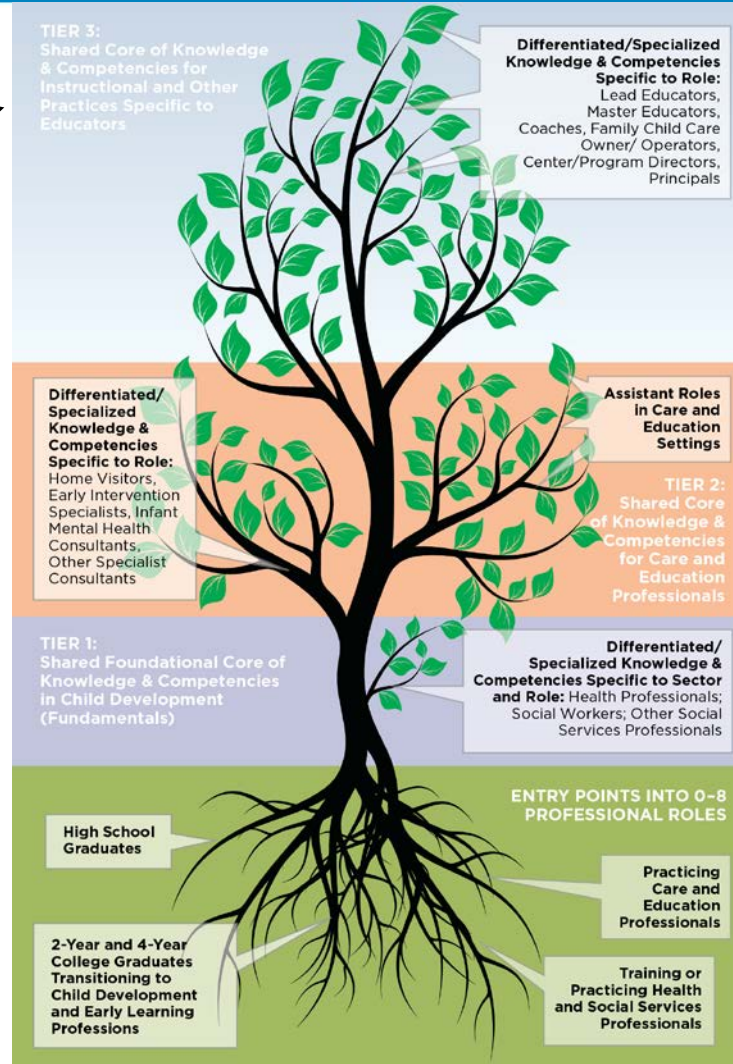 TIER 3:
Shared Core of Knowledge
& Competencies for
Instructional and Other
Practices Specific to
Educators
Differentiated/Specialized
Knowledge & Competencies
Specific to Role:
Lead Educators,
Master Educators,
Coaches, Family Child Care
Owner/ Operators,
Center/Program Directors,
Principals
Differentiated/
Specialized
Knowledge &
Competencies
Specific to Role:
Home Visitors,
Early Intervention
Specialists, Infant
Mental Health
Consultants,
Other Specialist
Consultants
Assistant Roles
in Care and
Education
Settings
TIER 2:
Shared Core
of Knowledge &
Competencies
for Care and
Education
Professionals
TIER 1:
Shared Foundational Core of
Knowledge & Competencies
in Child Development
(Fundamentals)
Differentiated/
Specialized Knowledge &
Competencies Specific to Sector
and Role: Health Professionals;
Social Workers; Other Social
Services Professionals
ENTRY POINTS INTO 0–8
PROFESSIONAL ROLES
High School
Graduates
Practicing
Care and
Education
Professionals
2-Year and 4-Year
College Graduates
Transitioning to
Child Development
and Early Learning
Professions
Training or
Practicing Health
and Social Services
Professionals